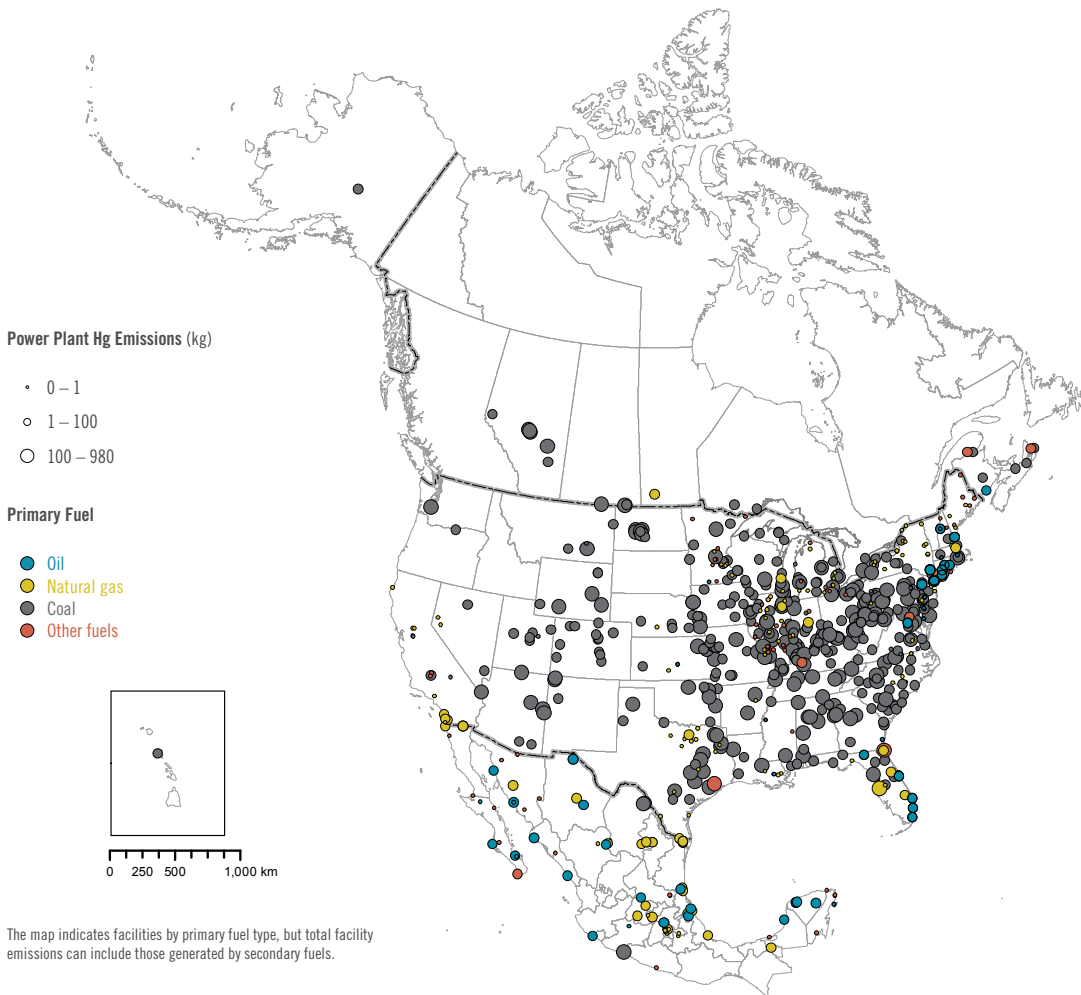 Power Plant Hg Emissions (kg)
0 – 1
1 – 100
100 – 980
Primary Fuel
Oil
Natural gas
Coal
Other fuels
0 250 500 1,000 km
The map indicates facilities by primary fuel type, but total facility
emissions can include those generated by secondary fuels.